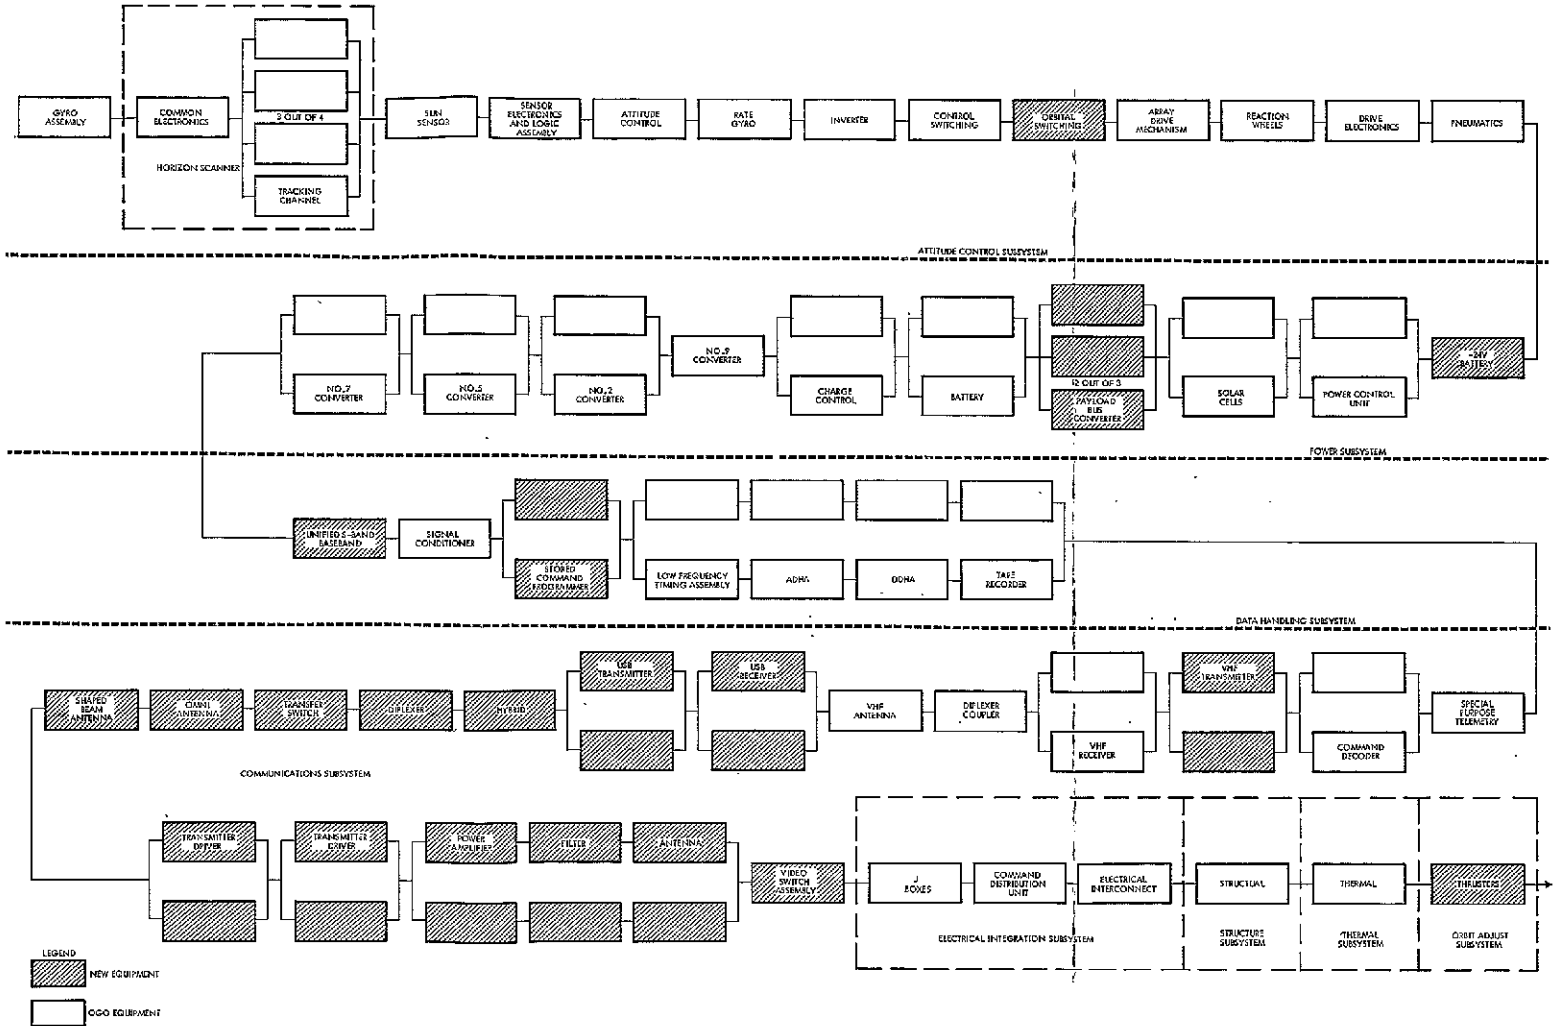 GYRO
ASSEMBLY
COMMON
ELECTRONICS
3 OUT OF 4
HORIZON SCANNER
TRACKING
CHANNEL
SUN
SENSOR
SENSOR
ELECTRONICS
AND LOGIC
ASSEMBLY
ATTITUDE
CONTROL
RATE
GYRO
INVERTER
CONTROL
SWITCHING
ORBITAL
SWITCHING
ARRAY
DRIVE
MECHANISM
REACTION
WHEELS
DRIVE
ELECTRONICS
PNEUMATICS
ATTITUDE CONTROL SUBSYSTEM
NO.7
CONVERTER
NO.5
CONVERTER
NO.2
CONVERTER
NO.9
CONVERTER
CHARGE
CONTROL
BATTERY
2 OUT OF 3
PAYLOAD
BUS
CONVERTER
SOLAR
CELLS
POWER CONTROL
UNIT
-24V
BATTERY
POWER SUBSYSTEM
UNIFIED S-BAND
BASEBAND
SIGNAL
CONDITIONER
STORED
COMMAND
PROGRAMMER
LOW FREQUENCY
TIMING ASSEMBLY
ADHA
DDHA
TAPE
RECORDER
DATA HANDLING SUBSYSTEM
SHAPED
BEAM
ANTENNA
OMNI
ANTENNA
TRANSFER
SWITCH
DIPLEXER
HYBRID
USB
TRANSMITTER
USB
RECEIVER
VHF
ANTENNA
DIPLEXER
COUPLER
VHF
RECEIVER
VHF
TRANSMITTER
COMMAND
DECODER
SPECIAL
PURPOSE
TELEMETRY
COMMUNICATIONS SUBSYSTEM
TRANSMITTER
DRIVER
TRANSMITTER
DRIVER
POWER
AMPLIFIER
FILTER
ANTENNA
VIDEO
SWITCH
ASSEMBLY
J
BOXES
COMMAND
DISTRIBUTION
UNIT
ELECTRICAL
INTERCONNECT
STRUCTUAL
THERMAL
THRUSTERS
ELECTRICAL INTEGRATION SUBSYSTEM
STRUCTURE
SUBSYSTEM
THERMAL
SUBSYSTEM
ORBIT ADJUST
SUBSYSTEM
LEGEND
NEW EQUIPMENT
OGO EQUIPMENT